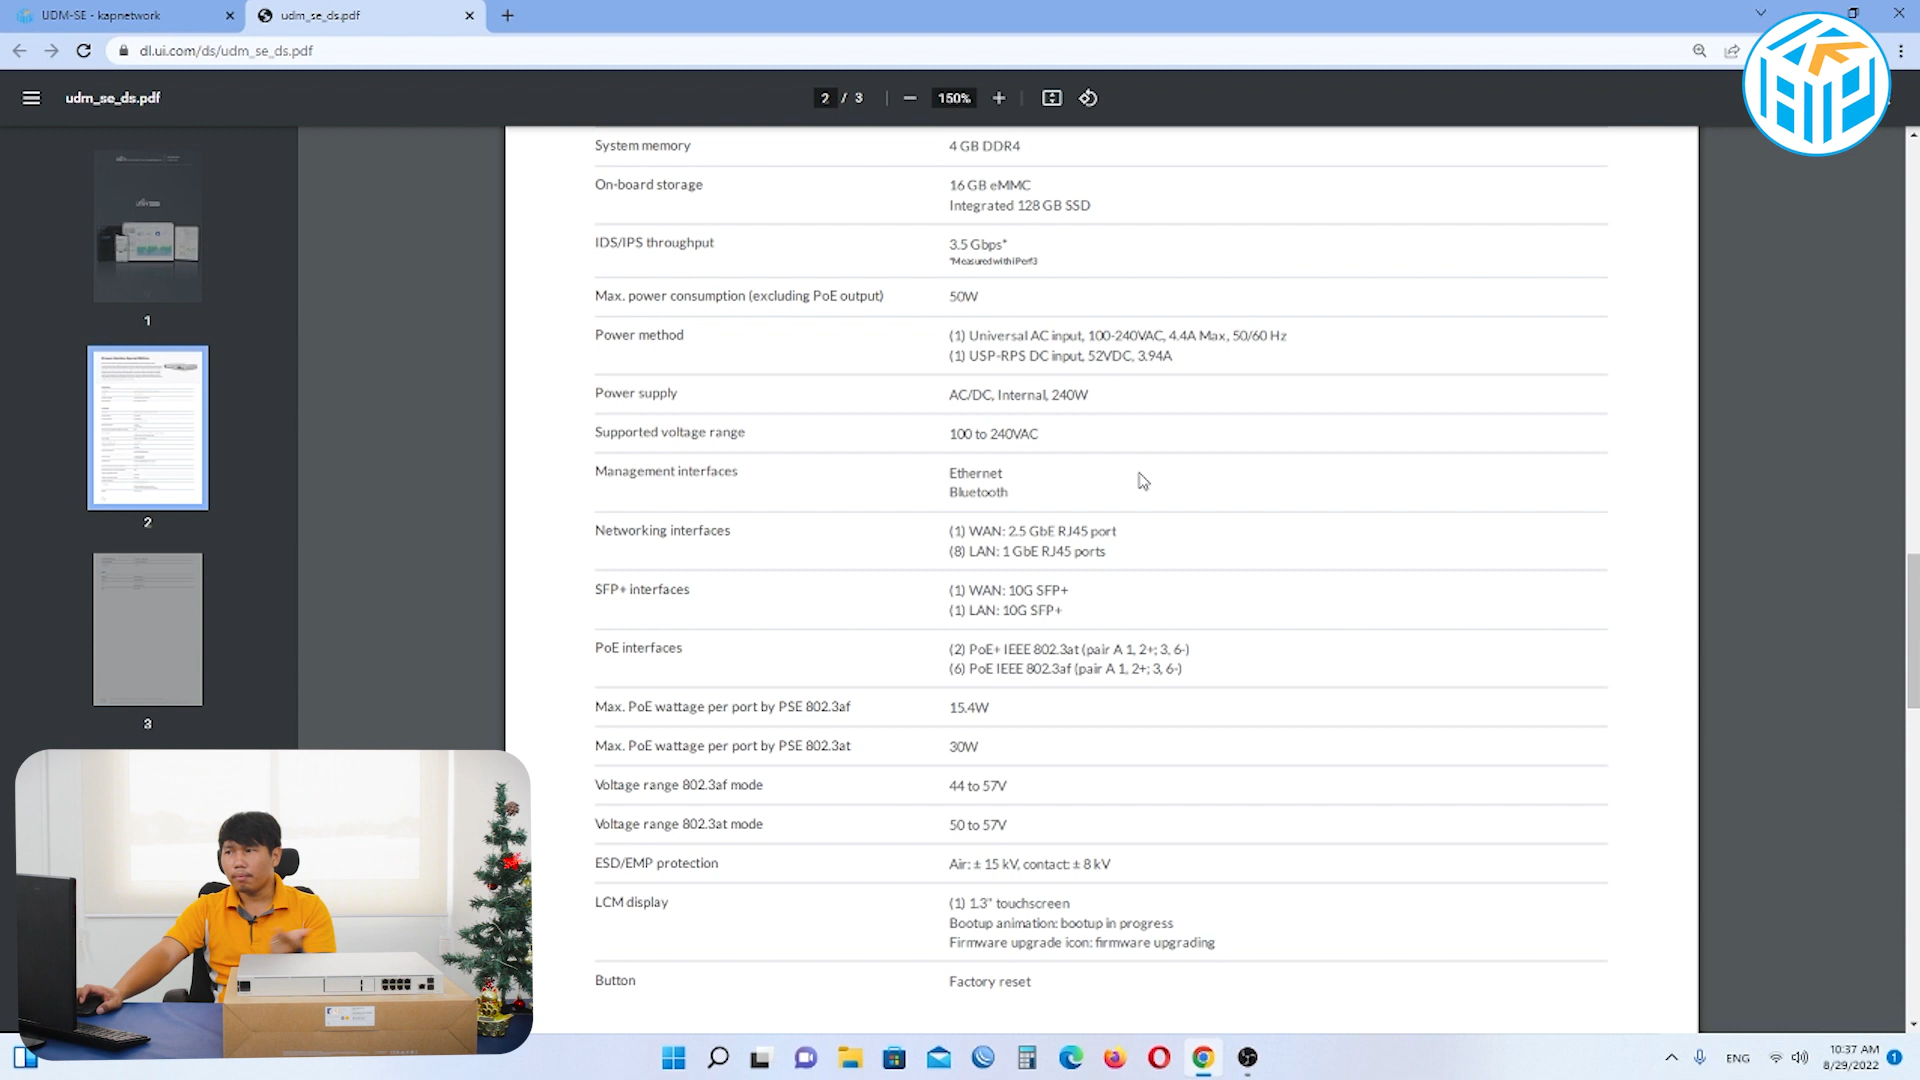 UDM-SE - kapnetwork
udm_se_ds.pdf
dl.ui.com/ds/udm_se_ds.pdf
udm_se_ds.pdf
2 / 3
150%
System memory 4 GB DDR4
On-board storage 16 GB eMMC
Integrated 128 GB SSD
IDS/IPS throughput 3.5 Gbps*
*Measured with iPerf3
Max. power consumption (excluding PoE output) 50W
Power method (1) Universal AC input, 100-240VAC, 4.4A Max, 50/60 Hz
(1) USP-RPS DC input, 52VDC, 3.94A
Power supply AC/DC, Internal, 240W
Supported voltage range 100 to 240VAC
Management interfaces Ethernet
Bluetooth
Networking interfaces (1) WAN: 2.5 GbE RJ45 port
(8) LAN: 1 GbE RJ45 ports
SFP+ interfaces (1) WAN: 10G SFP+
(1) LAN: 10G SFP+
PoE interfaces (2) PoE+ IEEE 802.3at (pair A 1, 2+; 3, 6-)
(6) PoE IEEE 802.3af (pair A 1, 2+; 3, 6-)
Max. PoE wattage per port by PSE 802.3af 15.4W
Max. PoE wattage per port by PSE 802.3at 30W
Voltage range 802.3af mode 44 to 57V
Voltage range 802.3at mode 50 to 57V
ESD/EMP protection Air: ± 15 kV, contact: ± 8 kV
LCM display (1) 1.3" touchscreen
Bootup animation: bootup in progress
Firmware upgrade icon: firmware upgrading
Button Factory reset
1
2
3
KAP
ENG
10:37 AM
8/29/2022
1